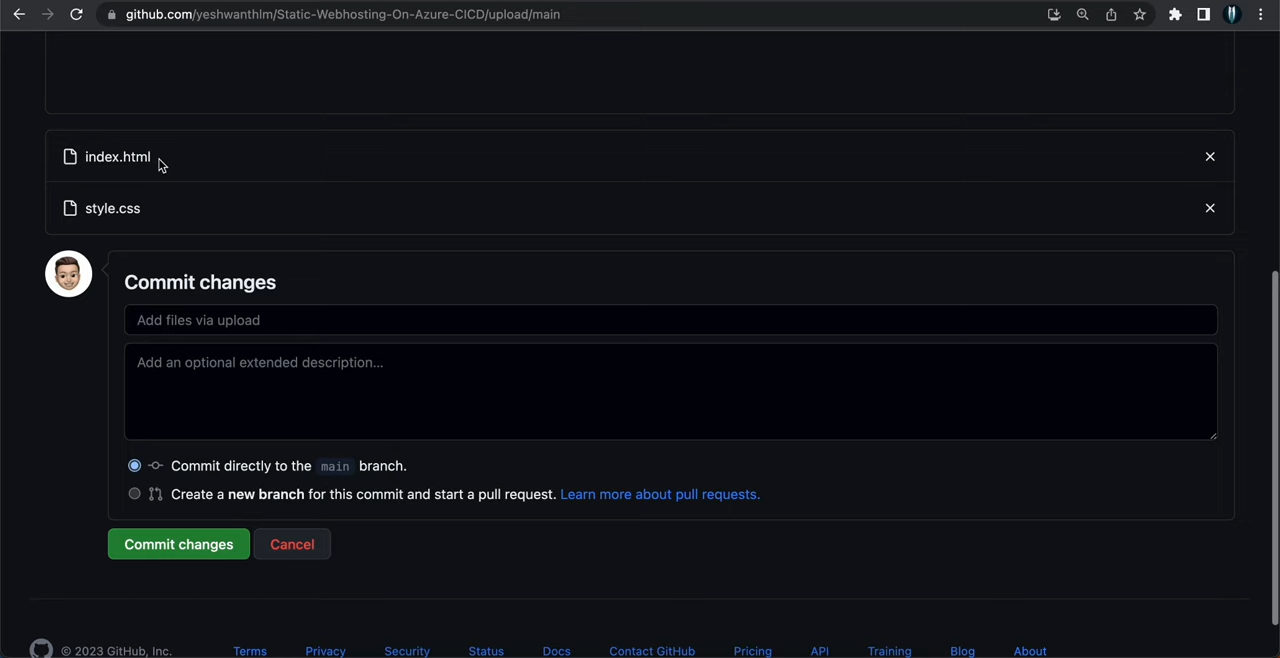 github.com/yeshwanthlm/Static-Webhosting-On-Azure-CICD/upload/main
index.html
style.css
Commit changes
Add files via upload
Add an optional extended description...
Commit directly to the main branch.
Create a new branch for this commit and start a pull request. Learn more about pull requests.
Commit changes Cancel
© 2023 GitHub, Inc. Terms Privacy Security Status Docs Contact GitHub Pricing API Training Blog About